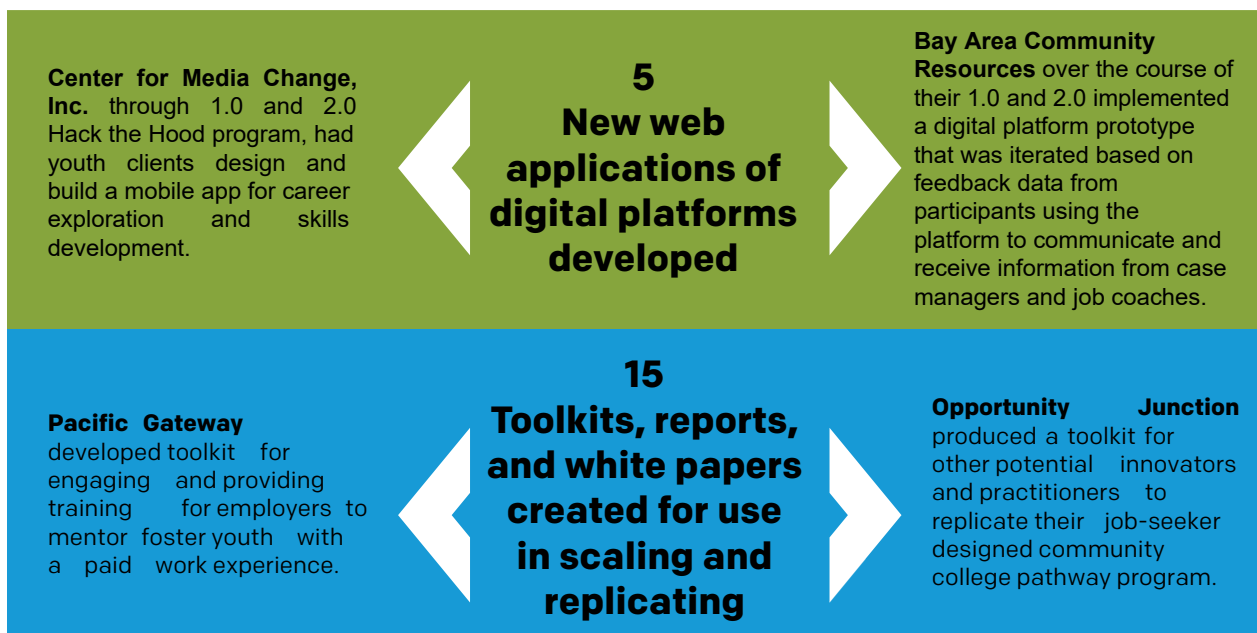 Center for Media Change,
Inc. through 1.0 and 2.0
Hack the Hood program, had
youth clients design and
build a mobile app for career
exploration and skills
development.
5
New web
applications of
digital platforms
developed
Bay Area Community
Resources over the course of
their 1.0 and 2.0 implemented
a digital platform prototype
that was iterated based on
feedback data from
participants using the
platform to communicate and
receive information from case
managers and job coaches.
Pacific Gateway
developed toolkit for
engaging and providing
training for employers to
mentor foster youth with
a paid work experience.
15
Toolkits, reports,
and white papers
created for use
in scaling and
replicating
Opportunity Junction
produced a toolkit for
other potential innovators
and practitioners to
replicate their job-seeker
designed community
college pathway program.